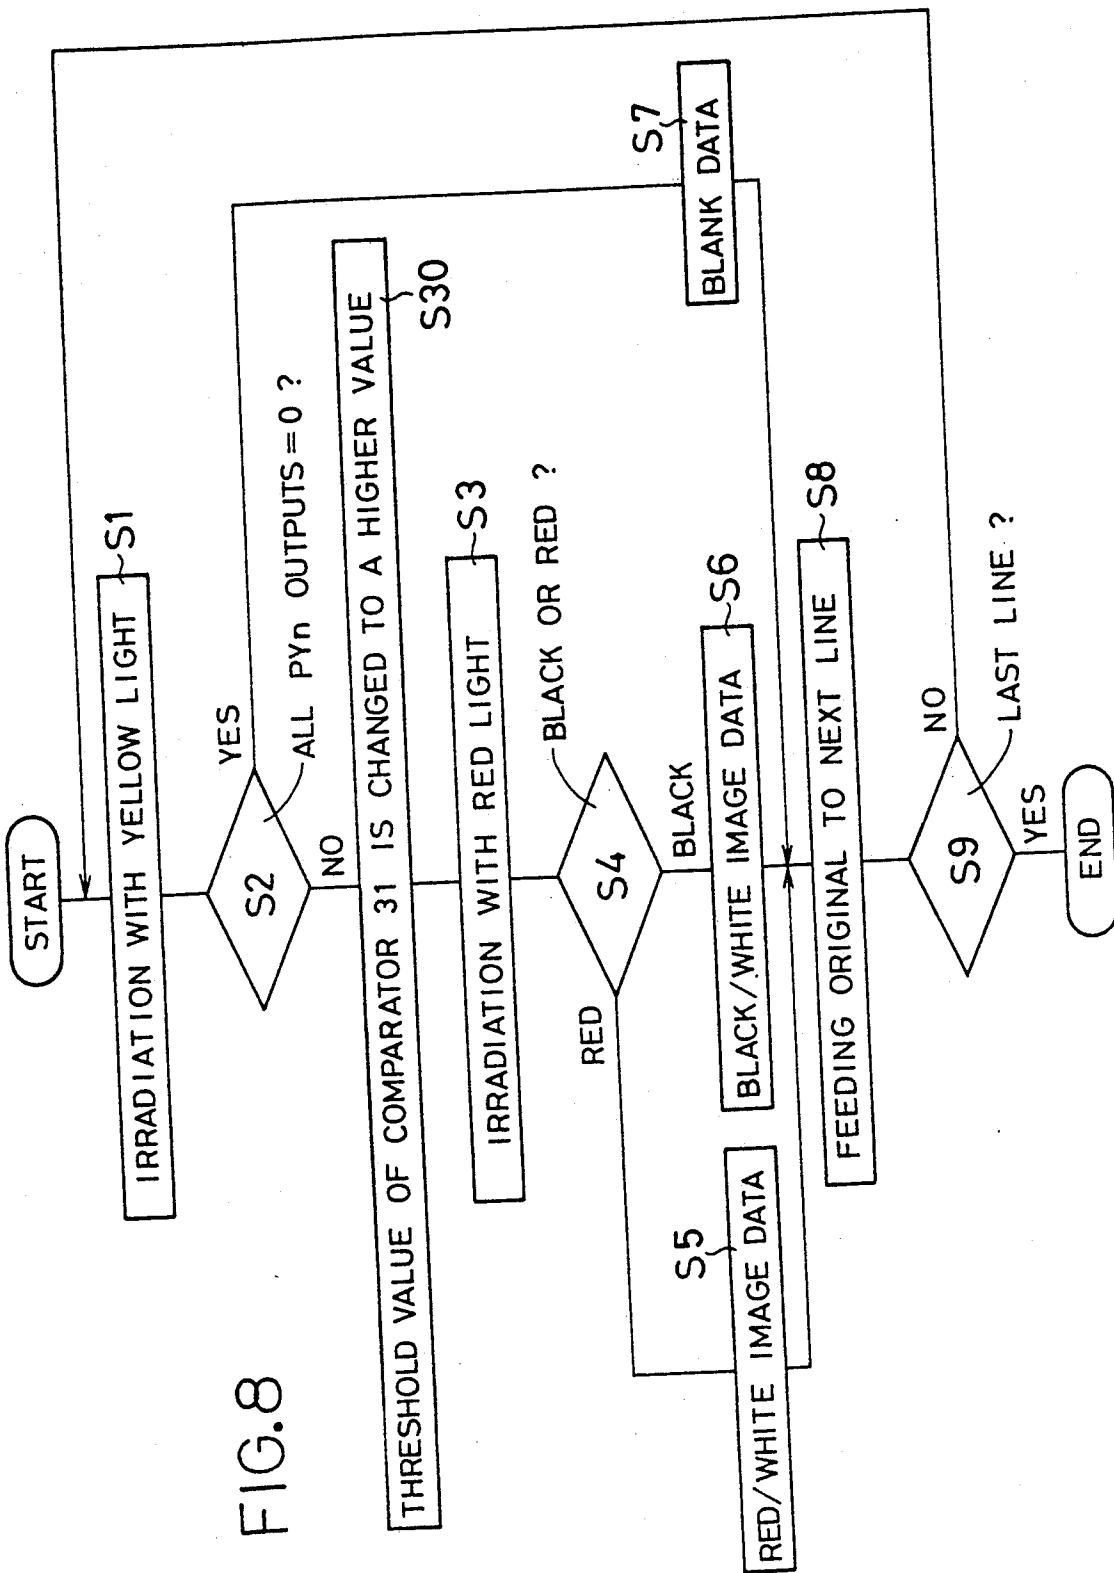 FIG.8
START
IRRADIATION WITH YELLOW LIGHT
S1
S2
ALL PYn OUTPUTS=0 ?
YES
NO
THRESHOLD VALUE OF COMPARATOR 31 IS CHANGED TO A HIGHER VALUE
S30
IRRADIATION WITH RED LIGHT
S3
S4
BLACK OR RED ?
RED
BLACK
S5
RED/WHITE IMAGE DATA
BLACK/WHITE IMAGE DATA
S6
S7
BLANK DATA
FEEDING ORIGINAL TO NEXT LINE
S8
S9
LAST LINE ?
NO
YES
END